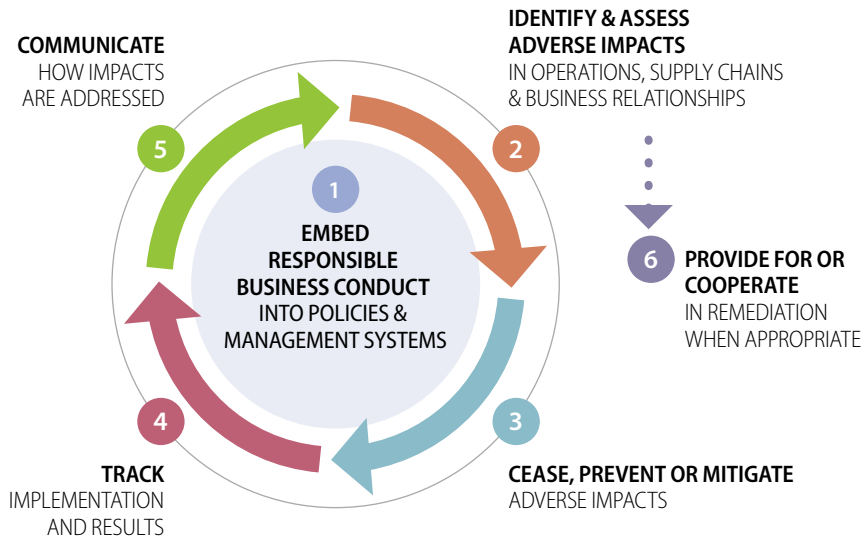 1
EMBED
RESPONSIBLE
BUSINESS CONDUCT
INTO POLICIES &
MANAGEMENT SYSTEMS
2
IDENTIFY & ASSESS
ADVERSE IMPACTS
IN OPERATIONS, SUPPLY CHAINS
& BUSINESS RELATIONSHIPS
3
CEASE, PREVENT OR MITIGATE
ADVERSE IMPACTS
4
TRACK
IMPLEMENTATION
AND RESULTS
5
COMMUNICATE
HOW IMPACTS
ARE ADDRESSED
6
PROVIDE FOR OR
COOPERATE
IN REMEDIATION
WHEN APPROPRIATE